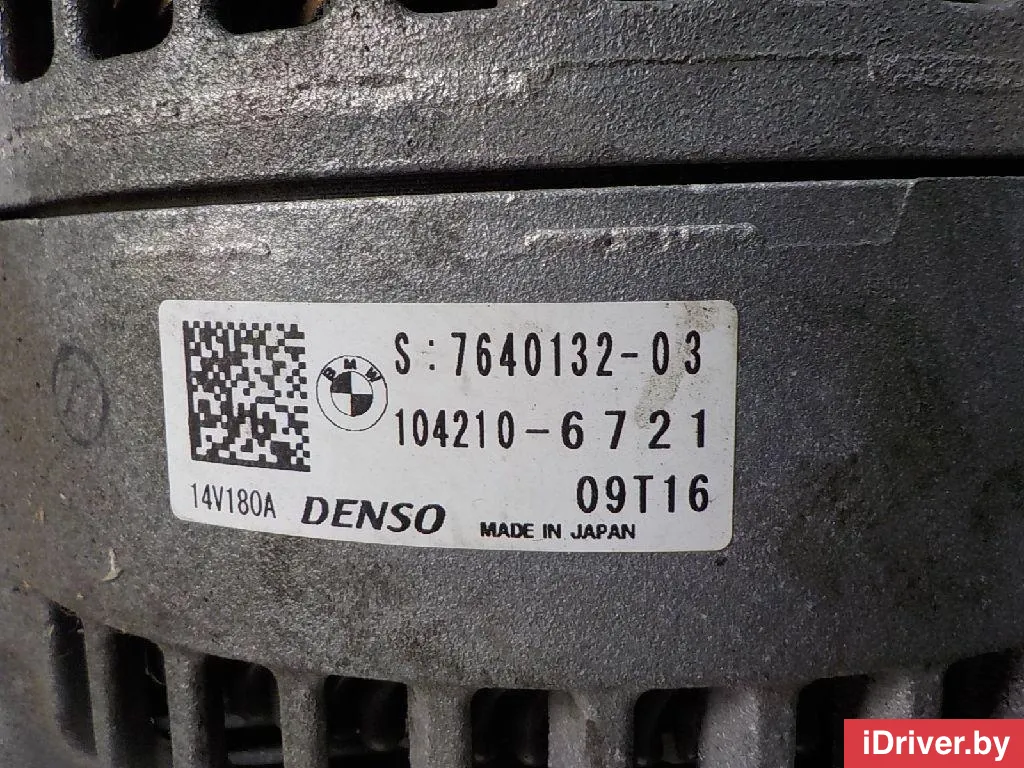 BMW
S:7640132-03
104210-6721
14V180A DENSO 09T16
MADE IN JAPAN
iDriver.by